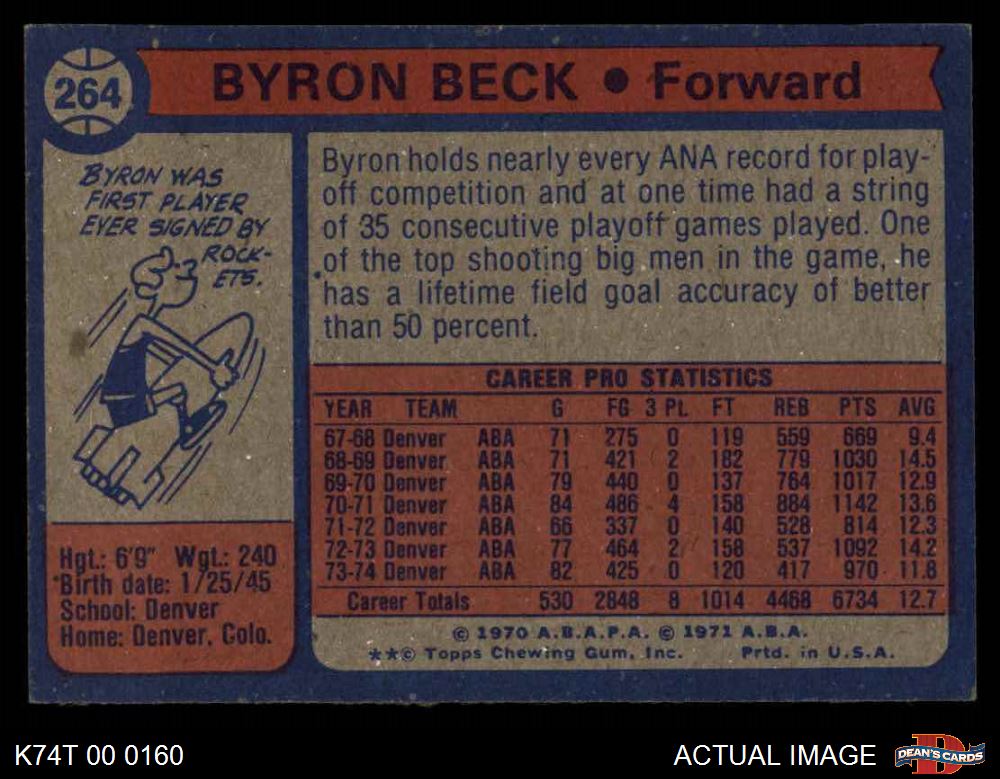 264
BYRON BECK • Forward
BYRON WAS
FIRST PLAYER
EVER SIGNED BY
ROCK-
ETS.
Byron holds nearly every ANA record for play-
off competition and at one time had a string
of 35 consecutive playoff games played. One
of the top shooting big men in the game, he
has a lifetime field goal accuracy of better
than 50 percent.
CAREER PRO STATISTICS
YEAR TEAM G FG 3 Pt. FT REB PTS AVG
67-68 Denver ABA 71 275 0 119 559 669 9.4
68-69 Denver ABA 71 421 2 182 779 1030 14.5
69-70 Denver ABA 79 440 0 137 764 1017 12.9
70-71 Denver ABA 84 486 4 158 884 1142 13.6
71-72 Denver ABA 66 337 0 140 528 814 12.3
72-73 Denver ABA 77 464 2 158 537 1092 14.2
73-74 Denver ABA 82 425 0 120 417 970 11.8
Career Totals 530 2848 8 1014 4468 6734 12.7
Hgt.: 6'9" Wgt.: 240
Birth date: 1/25/45
School: Denver
Home: Denver, Colo.
© 1970 A.B.A.P.A. © 1971 A.B.A.
**© Topps Chewing Gum, Inc. Prtd. in U.S.A.
K74T 00 0160
ACTUAL IMAGE
D
DEAN'S CARDS